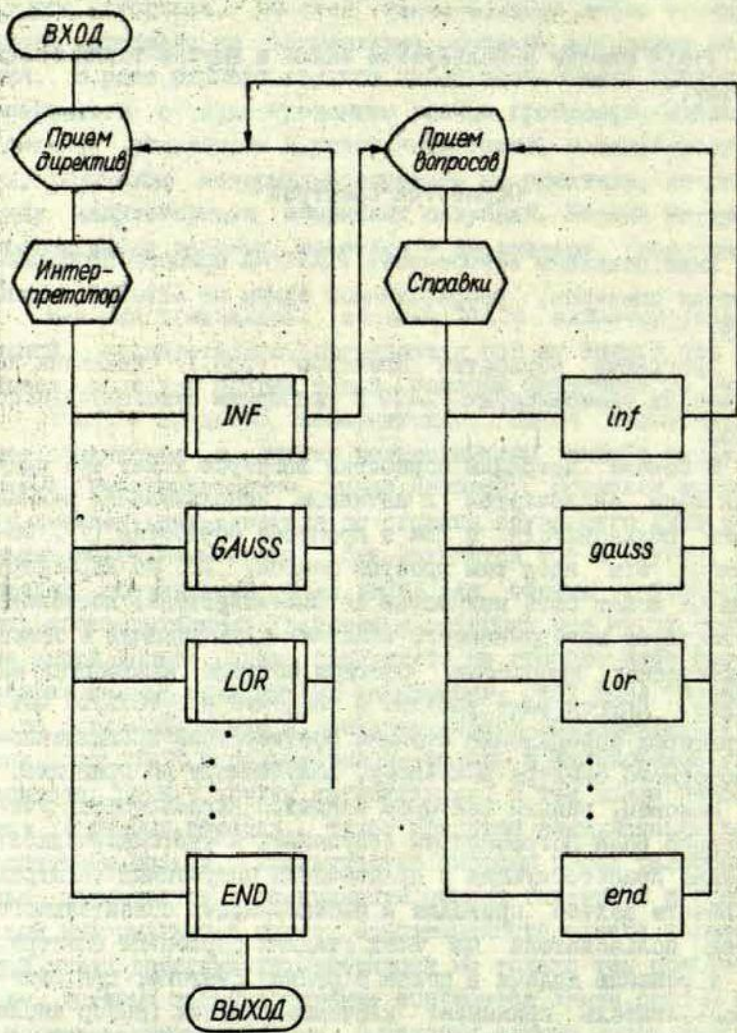 ВХОД
Прием
директив
Прием
вопросов
Интер-
претатор
Справки
INF
inf
GAUSS
gauss
LOR
lor
END
end
ВЫХОД